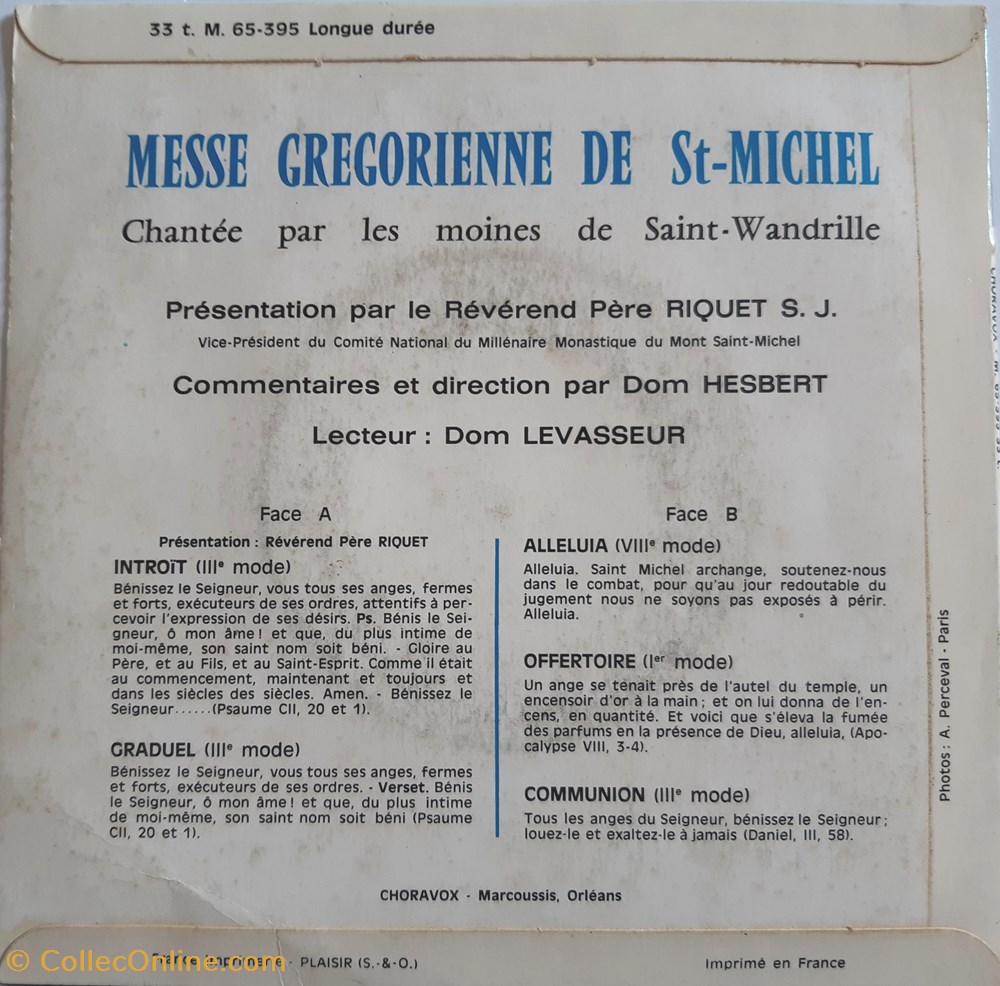 33 t. M. 65-395 Longue durée
MESSE GREGORIENNE DE St-MICHEL
Chantée par les moines de Saint-Wandrille
Présentation par le Révérend Père RIQUET S. J.
Vice-Président du Comité National du Millénaire Monastique du Mont Saint-Michel
Commentaires et direction par Dom HESBERT
Lecteur : Dom LEVASSEUR
Face A
Présentation : Révérend Père RIQUET
INTROÏT (IIIe mode)
Bénissez le Seigneur, vous tous ses anges, fermes
et forts, exécuteurs de ses ordres, attentifs à per-
cevoir l'expression de ses désirs. Ps. Bénis le Sei-
gneur, ô mon âme ! et que, du plus intime de
moi-même, son saint nom soit béni. - Gloire au
Père, et au Fils, et au Saint-Esprit. Comme il était
au commencement, maintenant et toujours et
dans les siècles des siècles. Amen. - Bénissez le
Seigneur......(Psaume CII, 20 et 1).
GRADUEL (IIIe mode)
Bénissez le Seigneur, vous tous ses anges, fermes
et forts, exécuteurs de ses ordres. - Verset. Bénis
le Seigneur, ô mon âme ! et que, du plus intime
de moi-même, son saint nom soit béni (Psaume
CII, 20 et 1).
Face B
ALLELUIA (VIIIe mode)
Alleluia. Saint Michel archange, soutenez-nous
dans le combat, pour qu'au jour redoutable du
jugement nous ne soyons pas exposés à périr.
Alleluia.
OFFERTOIRE (Ier mode)
Un ange se tenait près de l'autel du temple, un
encensoir d'or à la main ; et on lui donna de l'en-
cens, en quantité. Et voici que s'éleva la fumée
des parfums en la présence de Dieu, alleluia, (Apo-
calypse VIII, 3-4).
COMMUNION (IIIe mode)
Tous les anges du Seigneur, bénissez le Seigneur ;
louez-le et exaltez-le à jamais (Daniel, III, 58).
Photos : A. Perceval - Paris
CHORAVOX - Marcoussis, Orléans
© CollecOnline.com
- PLAISIR (S.-&-O.)
Imprimé en France